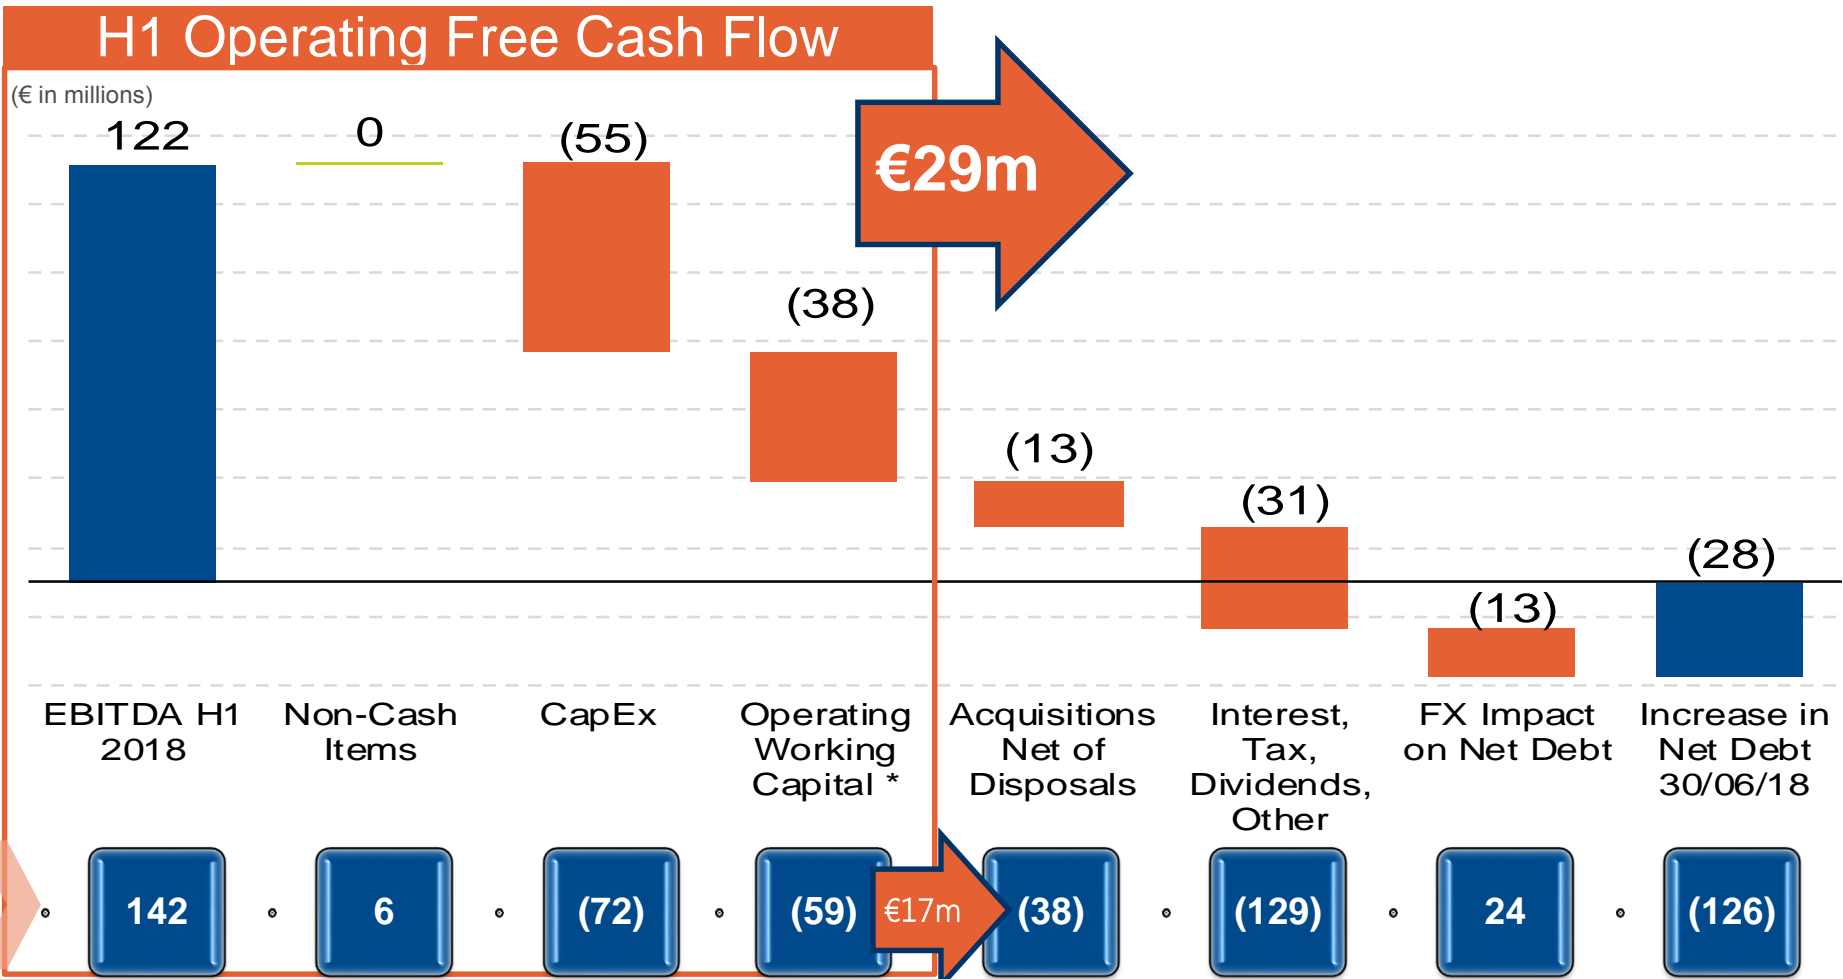 H1 Operating Free Cash Flow
(€ in millions)
122
0
(55)
€29m
(38)
(13)
(31)
(13)
(28)
EBITDA H1
2018
Non-Cash
Items
CapEx
Operating
Working
Capital *
Acquisitions
Net of
Disposals
Interest,
Tax,
Dividends,
Other
FX Impact
on Net Debt
Increase in
Net Debt
30/06/18
142
6
(72)
(59)
€17m
(38)
(129)
24
(126)